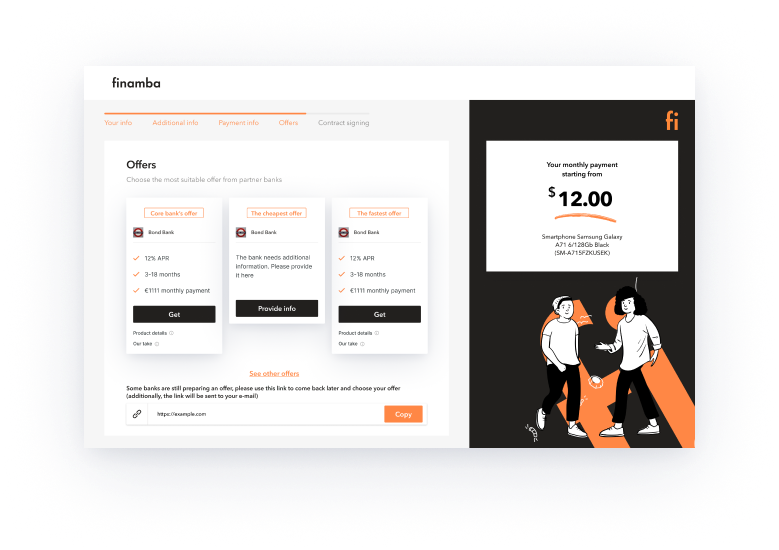 finamba
Your info
Additional info
Payment info
Offers
Contract signing
Offers
Choose the most suitable offer from partner banks
Core bank's offer
Bond Bank
12% APR
3-18 months
€1111 monthly payment
Get
Product details
Our take
The cheapest offer
Bond Bank
The bank needs additional
information. Please provide
it here
Provide info
The fastest offer
Bond Bank
12% APR
3-18 months
€1111 monthly payment
Get
Product details
Our take
See other offers
Some banks are still preparing an offer, please use this link to come back later and choose your offer
(additionally, the link will be sent to your e-mail)
https://example.com
Copy
fi
Your monthly payment
starting from
$12.00
Smartphone Samsung Galaxy
A71 6/128Gb Black
(SM-A715FZKUSEK)